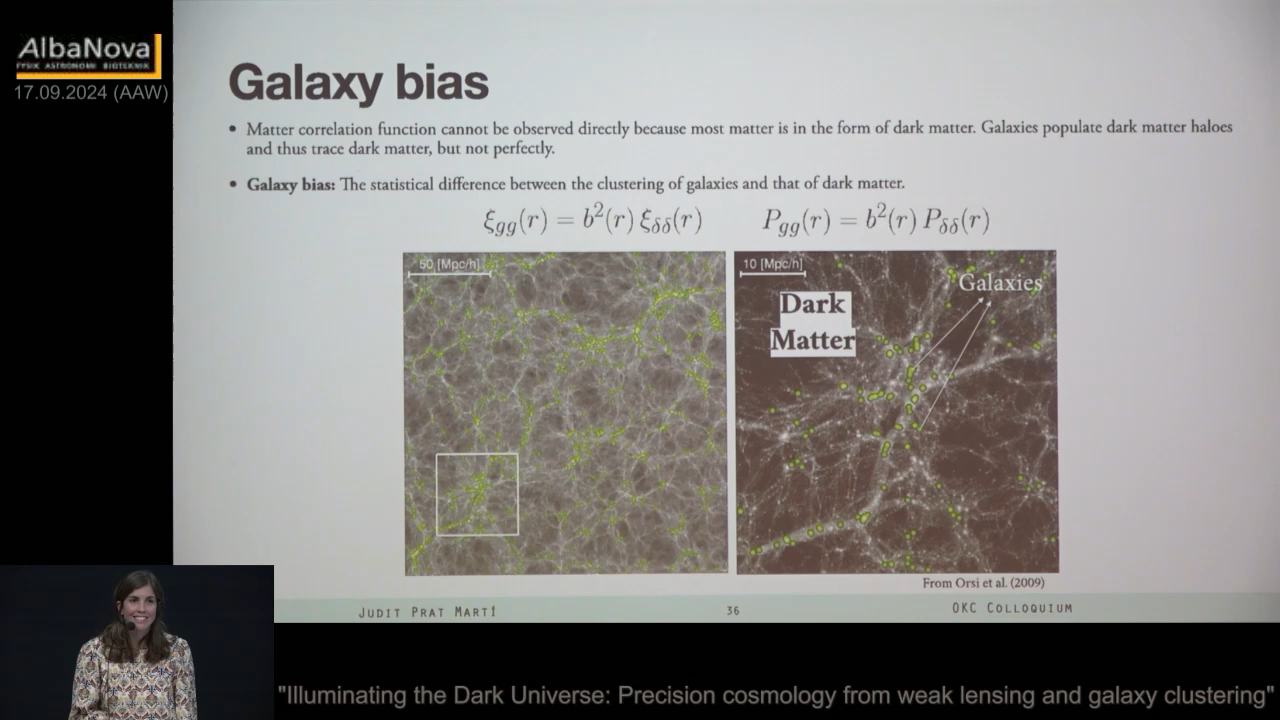 AlbaNova
FYSIK ASTRONOMI BIOTEKNIK
17.09.2024 (AAW)
Galaxy bias
• Matter correlation function cannot be observed directly because most matter is in the form of dark matter. Galaxies populate dark matter haloes
and thus trace dark matter, but not perfectly.
• Galaxy bias: The statistical difference between the clustering of galaxies and that of dark matter.
ξgg(r) = b²(r) ξδδ(r) Pgg(r) = b²(r) Pδδ(r)
50 [Mpc/h]
10 [Mpc/h]
Galaxies
Dark
Matter
From Orsi et al. (2009)
Judit Prat Martí 36 OKC Colloquium
"Illuminating the Dark Universe: Precision cosmology from weak lensing and galaxy clustering"